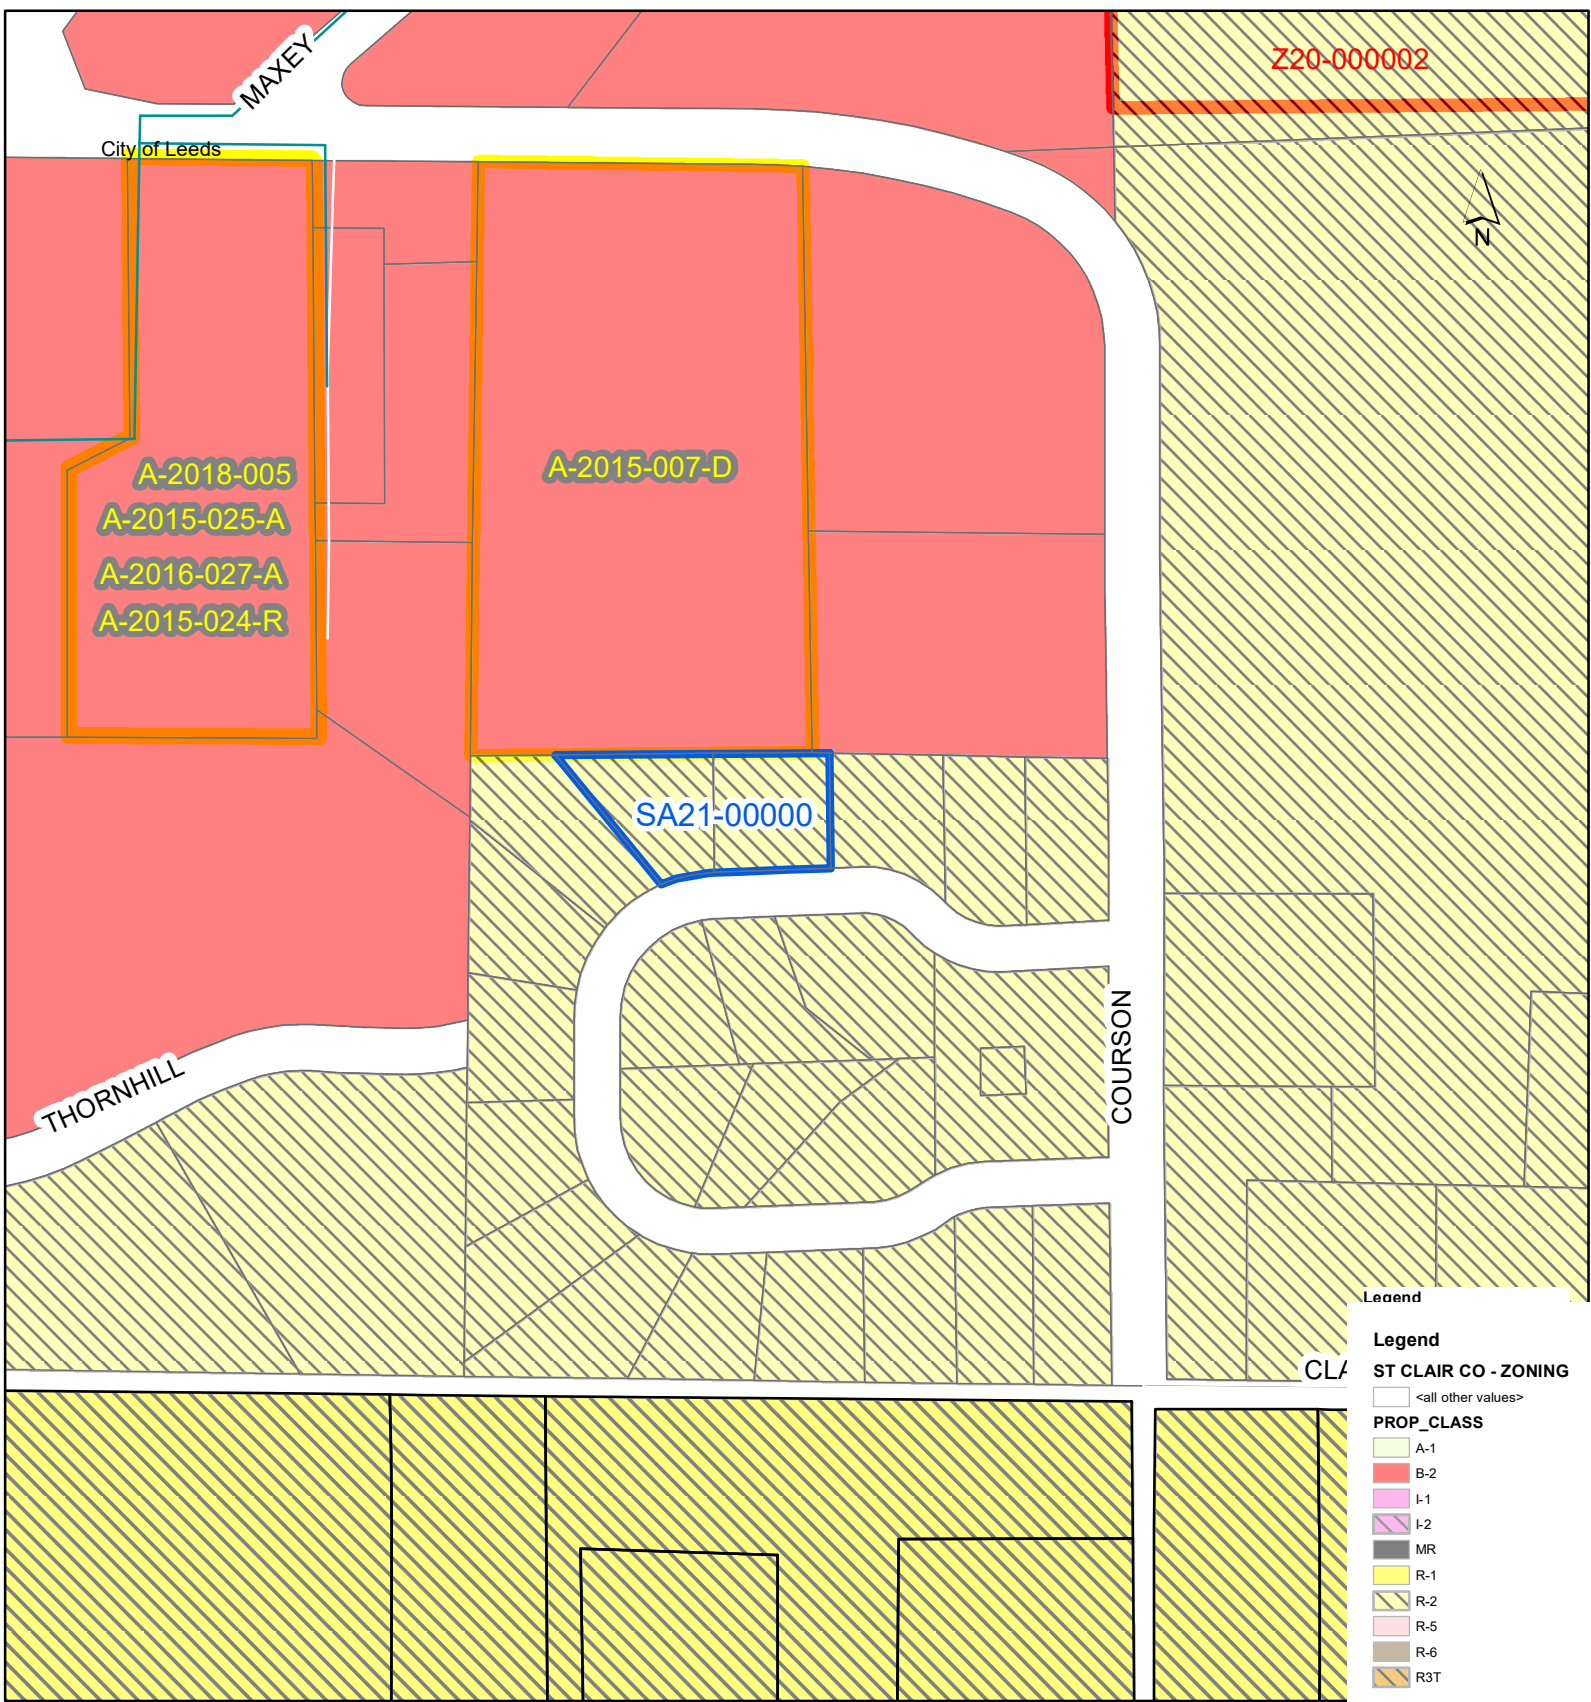 MAXEY
Z20-000002
City of Leeds
N
A-2018-005
A-2015-025-A
A-2016-027-A
A-2015-024-R
A-2015-007-D
SA21-00000
THORNHILL
COURSON
CLA
Legend
Legend
ST CLAIR CO - ZONING
<all other values>
PROP_CLASS
A-1
B-2
I-1
I-2
MR
R-1
R-2
R-5
R-6
R3T